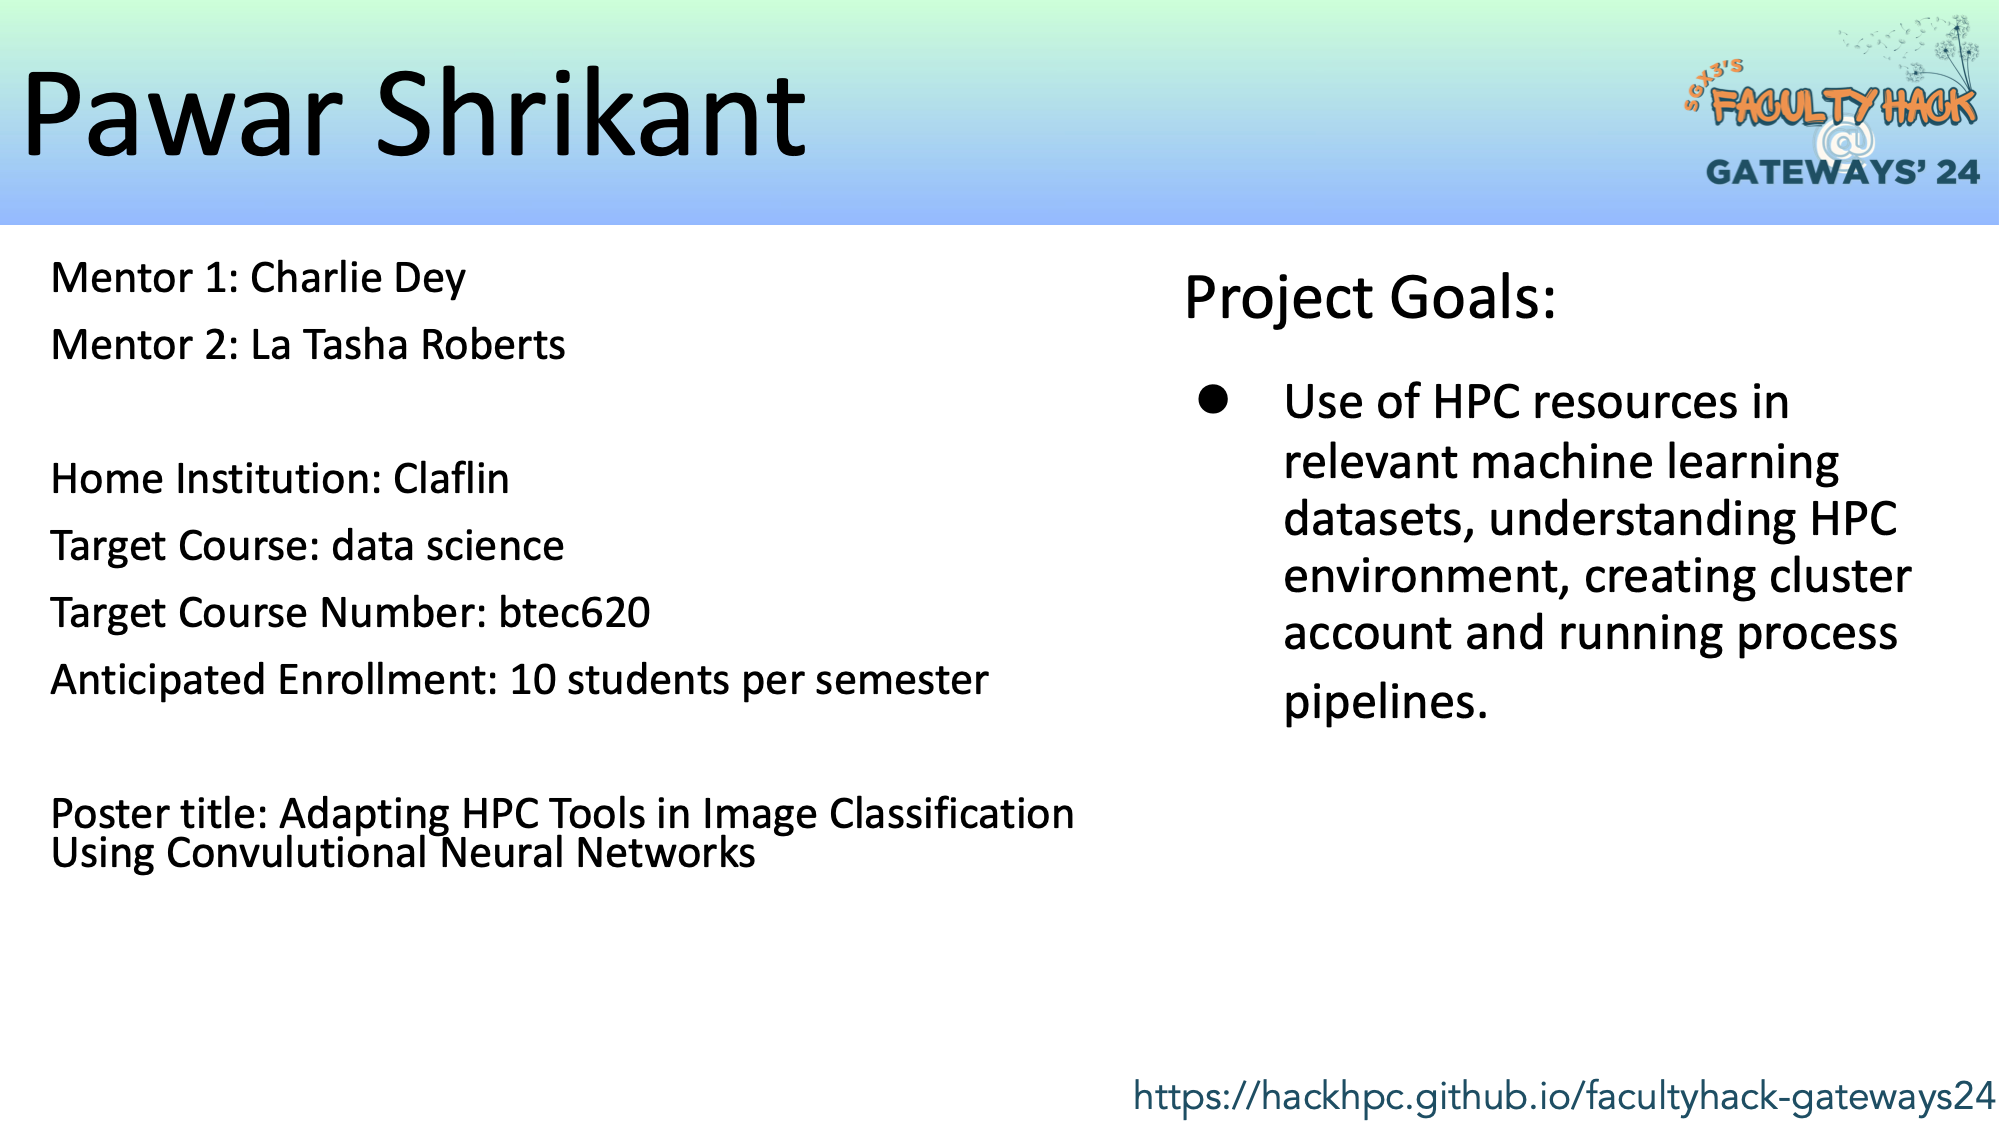 Pawar Shrikant
SGX3'S
FACULTY HACK
@
GATEWAYS' 24
Mentor 1: Charlie Dey
Mentor 2: La Tasha Roberts
Home Institution: Claflin
Target Course: data science
Target Course Number: btec620
Anticipated Enrollment: 10 students per semester
Poster title: Adapting HPC Tools in Image Classification
Using Convulutional Neural Networks
Project Goals:
● Use of HPC resources in
relevant machine learning
datasets, understanding HPC
environment, creating cluster
account and running process
pipelines.
https://hackhpc.github.io/facultyhack-gateways24